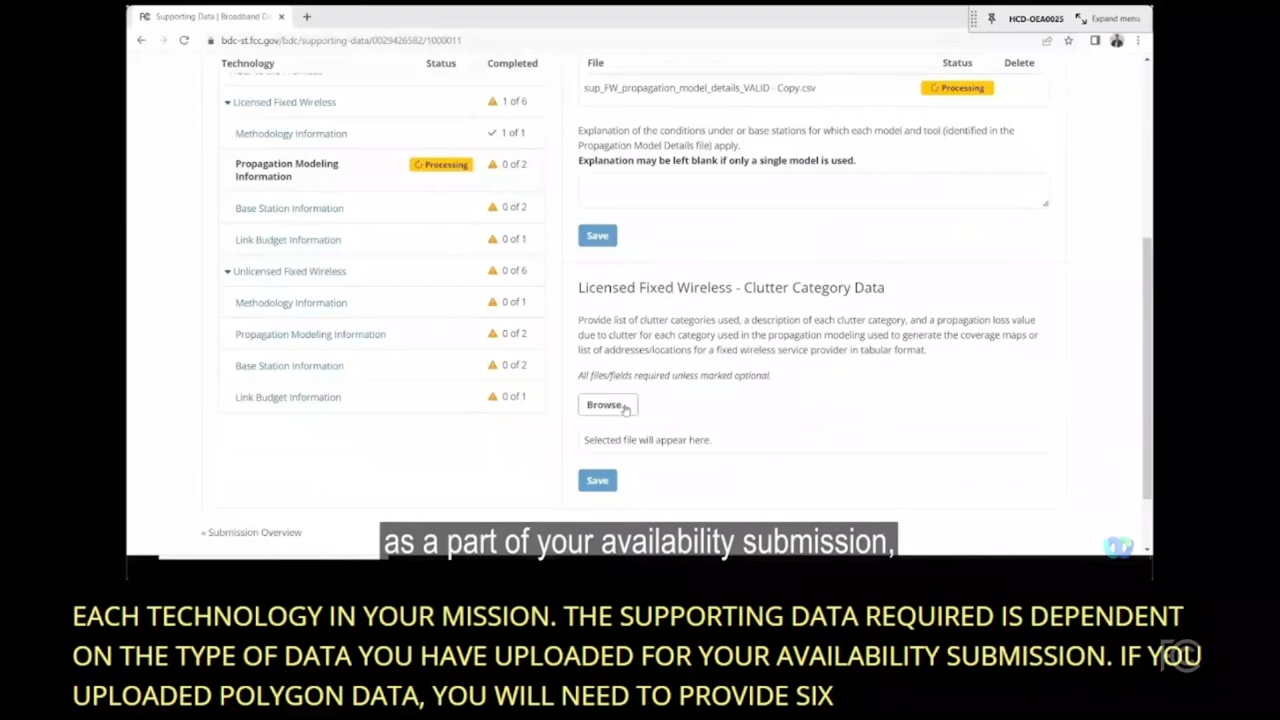 Supporting Data | Broadband Da
HCD-OEA0025
Expand menu
bdc-st.fcc.gov/bdc/supporting-data/0029426582/1000011
Technology Status Completed
Licensed Fixed Wireless 1 of 6
Methodology Information 1 of 1
Propagation Modeling
Information Processing 0 of 2
Base Station Information 0 of 2
Link Budget Information 0 of 1
Unlicensed Fixed Wireless 0 of 6
Methodology Information 0 of 1
Propagation Modeling Information 0 of 2
Base Station Information 0 of 2
Link Budget Information 0 of 1
« Submission Overview
File Status Delete
sup_FW_propagation_model_details_VALID - Copy.csv Processing
Explanation of the conditions under or base stations for which each model and tool (identified in the
Propagation Model Details file) apply.
Explanation may be left blank if only a single model is used.
Save
Licensed Fixed Wireless - Clutter Category Data
Provide list of clutter categories used, a description of each clutter category, and a propagation loss value
due to clutter for each category used in the propagation modeling used to generate the coverage maps or
list of addresses/locations for a fixed wireless service provider in tabular format.
All files/fields required unless marked optional.
Browse
Selected file will appear here.
Save
as a part of your availability submission,
EACH TECHNOLOGY IN YOUR MISSION. THE SUPPORTING DATA REQUIRED IS DEPENDENT
ON THE TYPE OF DATA YOU HAVE UPLOADED FOR YOUR AVAILABILITY SUBMISSION. IF YOU
UPLOADED POLYGON DATA, YOU WILL NEED TO PROVIDE SIX